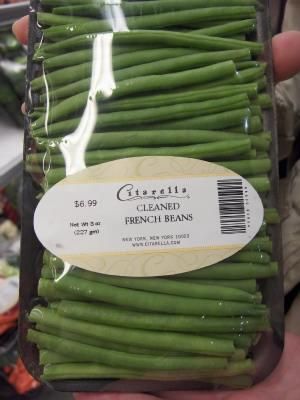 Citarella
$6.99
CLEANED
FRENCH BEANS
Net Wt 8 oz
(227 gm)
NEW YORK, NEW YORK 10023
WWW.CITARELLA.COM